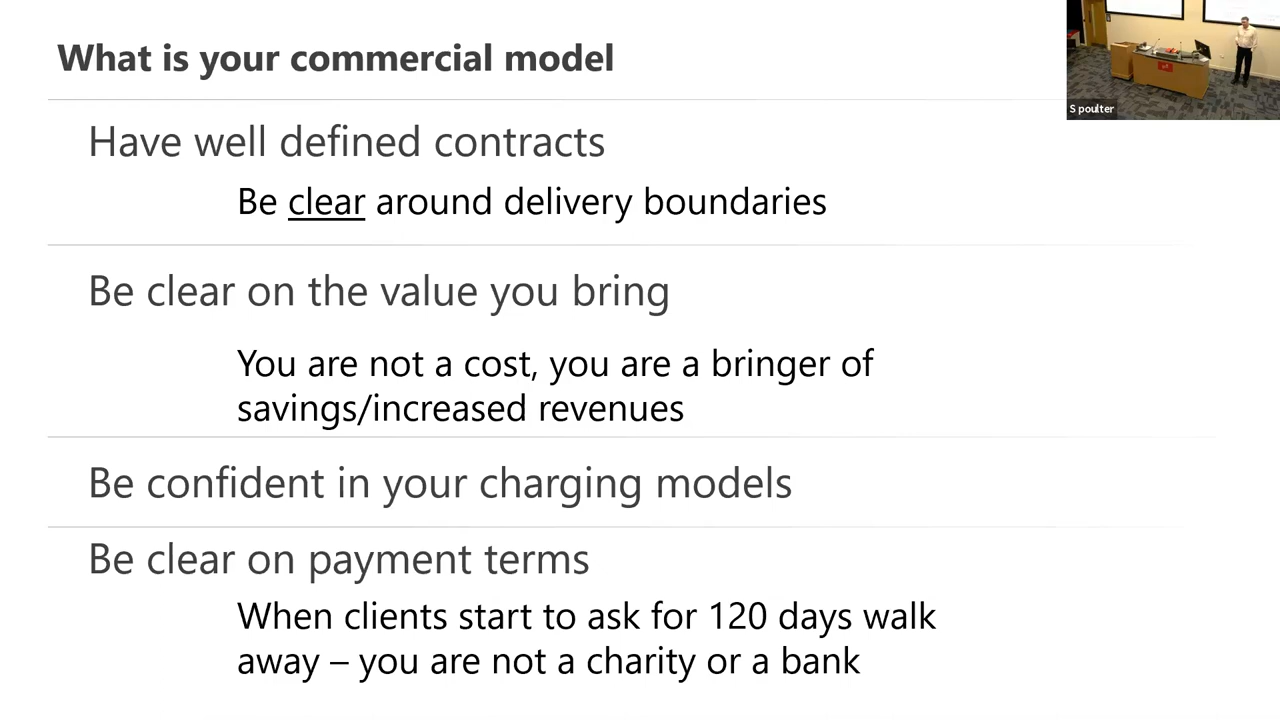 What is your commercial model
S poulter
Have well defined contracts
Be clear around delivery boundaries
Be clear on the value you bring
You are not a cost, you are a bringer of
savings/increased revenues
Be confident in your charging models
Be clear on payment terms
When clients start to ask for 120 days walk
away – you are not a charity or a bank